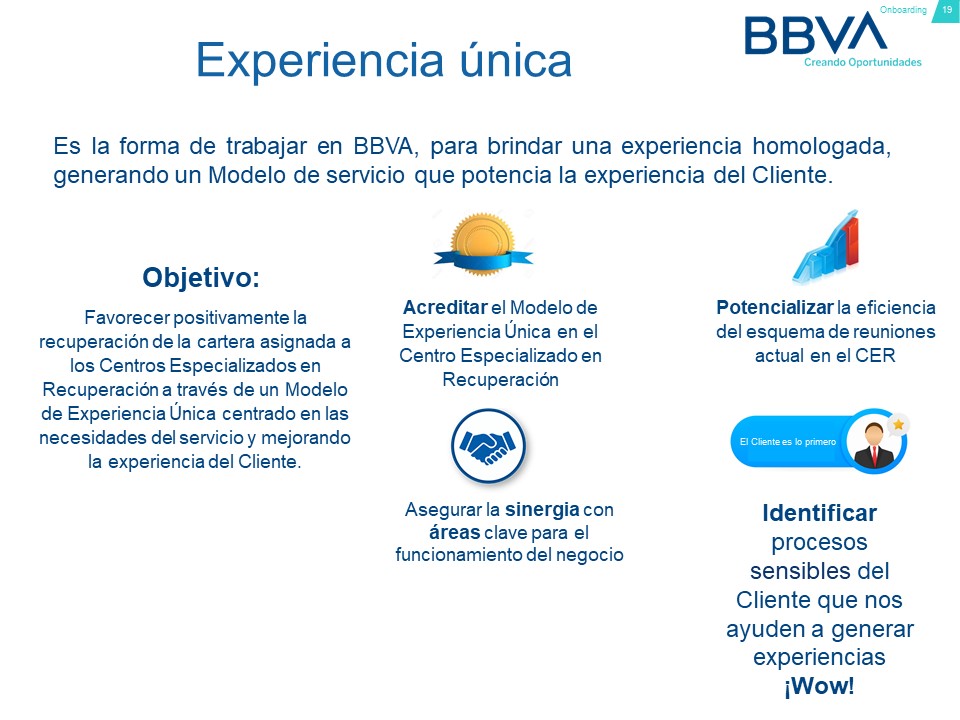 Onboarding 19
BBVA
Creando Oportunidades
Experiencia única
Es la forma de trabajar en BBVA, para brindar una experiencia homologada,
generando un Modelo de servicio que potencia la experiencia del Cliente.
Objetivo:
Favorecer positivamente la
recuperación de la cartera asignada a
los Centros Especializados en
Recuperación a través de un Modelo
de Experiencia Única centrado en las
necesidades del servicio y mejorando
la experiencia del Cliente.
Acreditar el Modelo de
Experiencia Única en el
Centro Especializado en
Recuperación
Potencializar la eficiencia
del esquema de reuniones
actual en el CER
Asegurar la sinergia con
áreas clave para el
funcionamiento del negocio
El Cliente es lo primero
Identificar
procesos
sensibles del
Cliente que nos
ayuden a generar
experiencias
¡Wow!